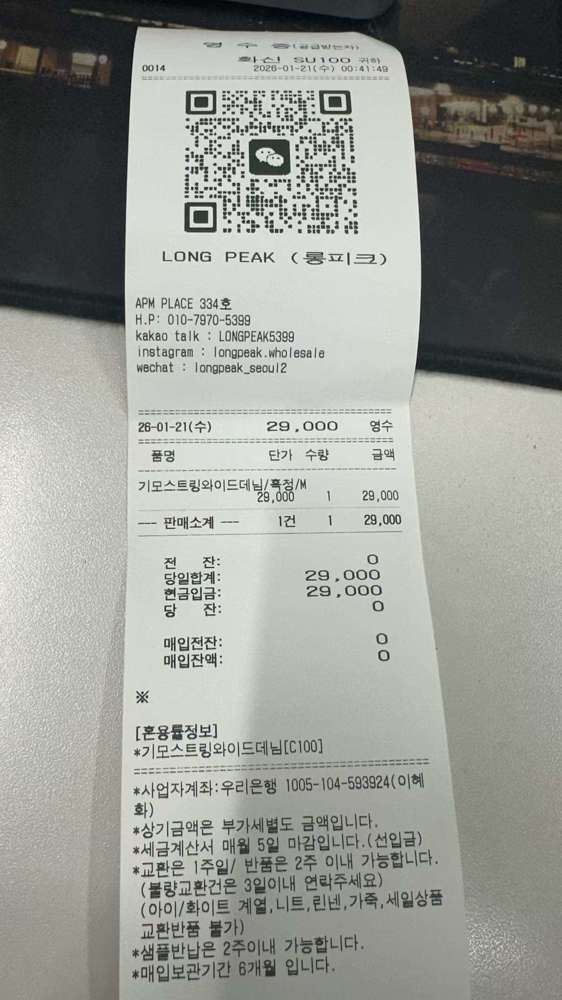 영 수 증(공급받는자)
화신 SU100 귀하
0014 2026-01-21(수) 00:41:49
LONG PEAK (롱피크)
APM PLACE 334호
H.P: 010-7970-5399
kakao talk : LONGPEAK5399
instagram : longpeak.wholesale
wechat : longpeak_seoul2
26-01-21(수) 29,000 영수
품명 단가 수량 금액
기모스트링와이드데님/흑청/M
29,000 1 29,000
--- 판매소계 --- 1건 1 29,000
전 잔: 0
당일합계: 29,000
현금입금: 29,000
당 잔: 0
매입전잔: 0
매입잔액: 0
※
[혼용률정보]
*기모스트링와이드데님[C100]
*사업자계좌:우리은행 1005-104-593924(이혜
화)
*상기금액은 부가세별도 금액입니다.
*세금계산서 매월 5일 마감입니다.(선입금)
*교환은 1주일/ 반품은 2주 이내 가능합니다.
(불량교환건은 3일이내 연락주세요)
(아이/화이트 계열,니트,린넨,가죽,세일상품
교환반품 불가)
*샘플반납은 2주이내 가능합니다.
*매입보관기간 6개월 입니다.